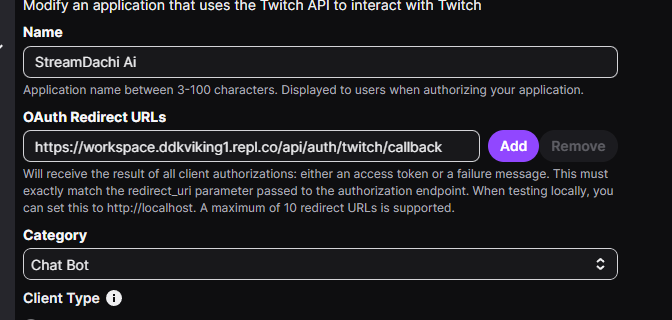 Modify an application that uses the Twitch API to interact with Twitch
Name
StreamDachi Ai
Application name between 3-100 characters. Displayed to users when authorizing your application.
OAuth Redirect URLs
https://workspace.ddkviking1.repl.co/api/auth/twitch/callback
Add
Remove
Will receive the result of all client authorizations: either an access token or a failure message. This must
exactly match the redirect_uri parameter passed to the authorization endpoint. When testing locally, you
can set this to http://localhost. A maximum of 10 redirect URLs is supported.
Category
Chat Bot
Client Type